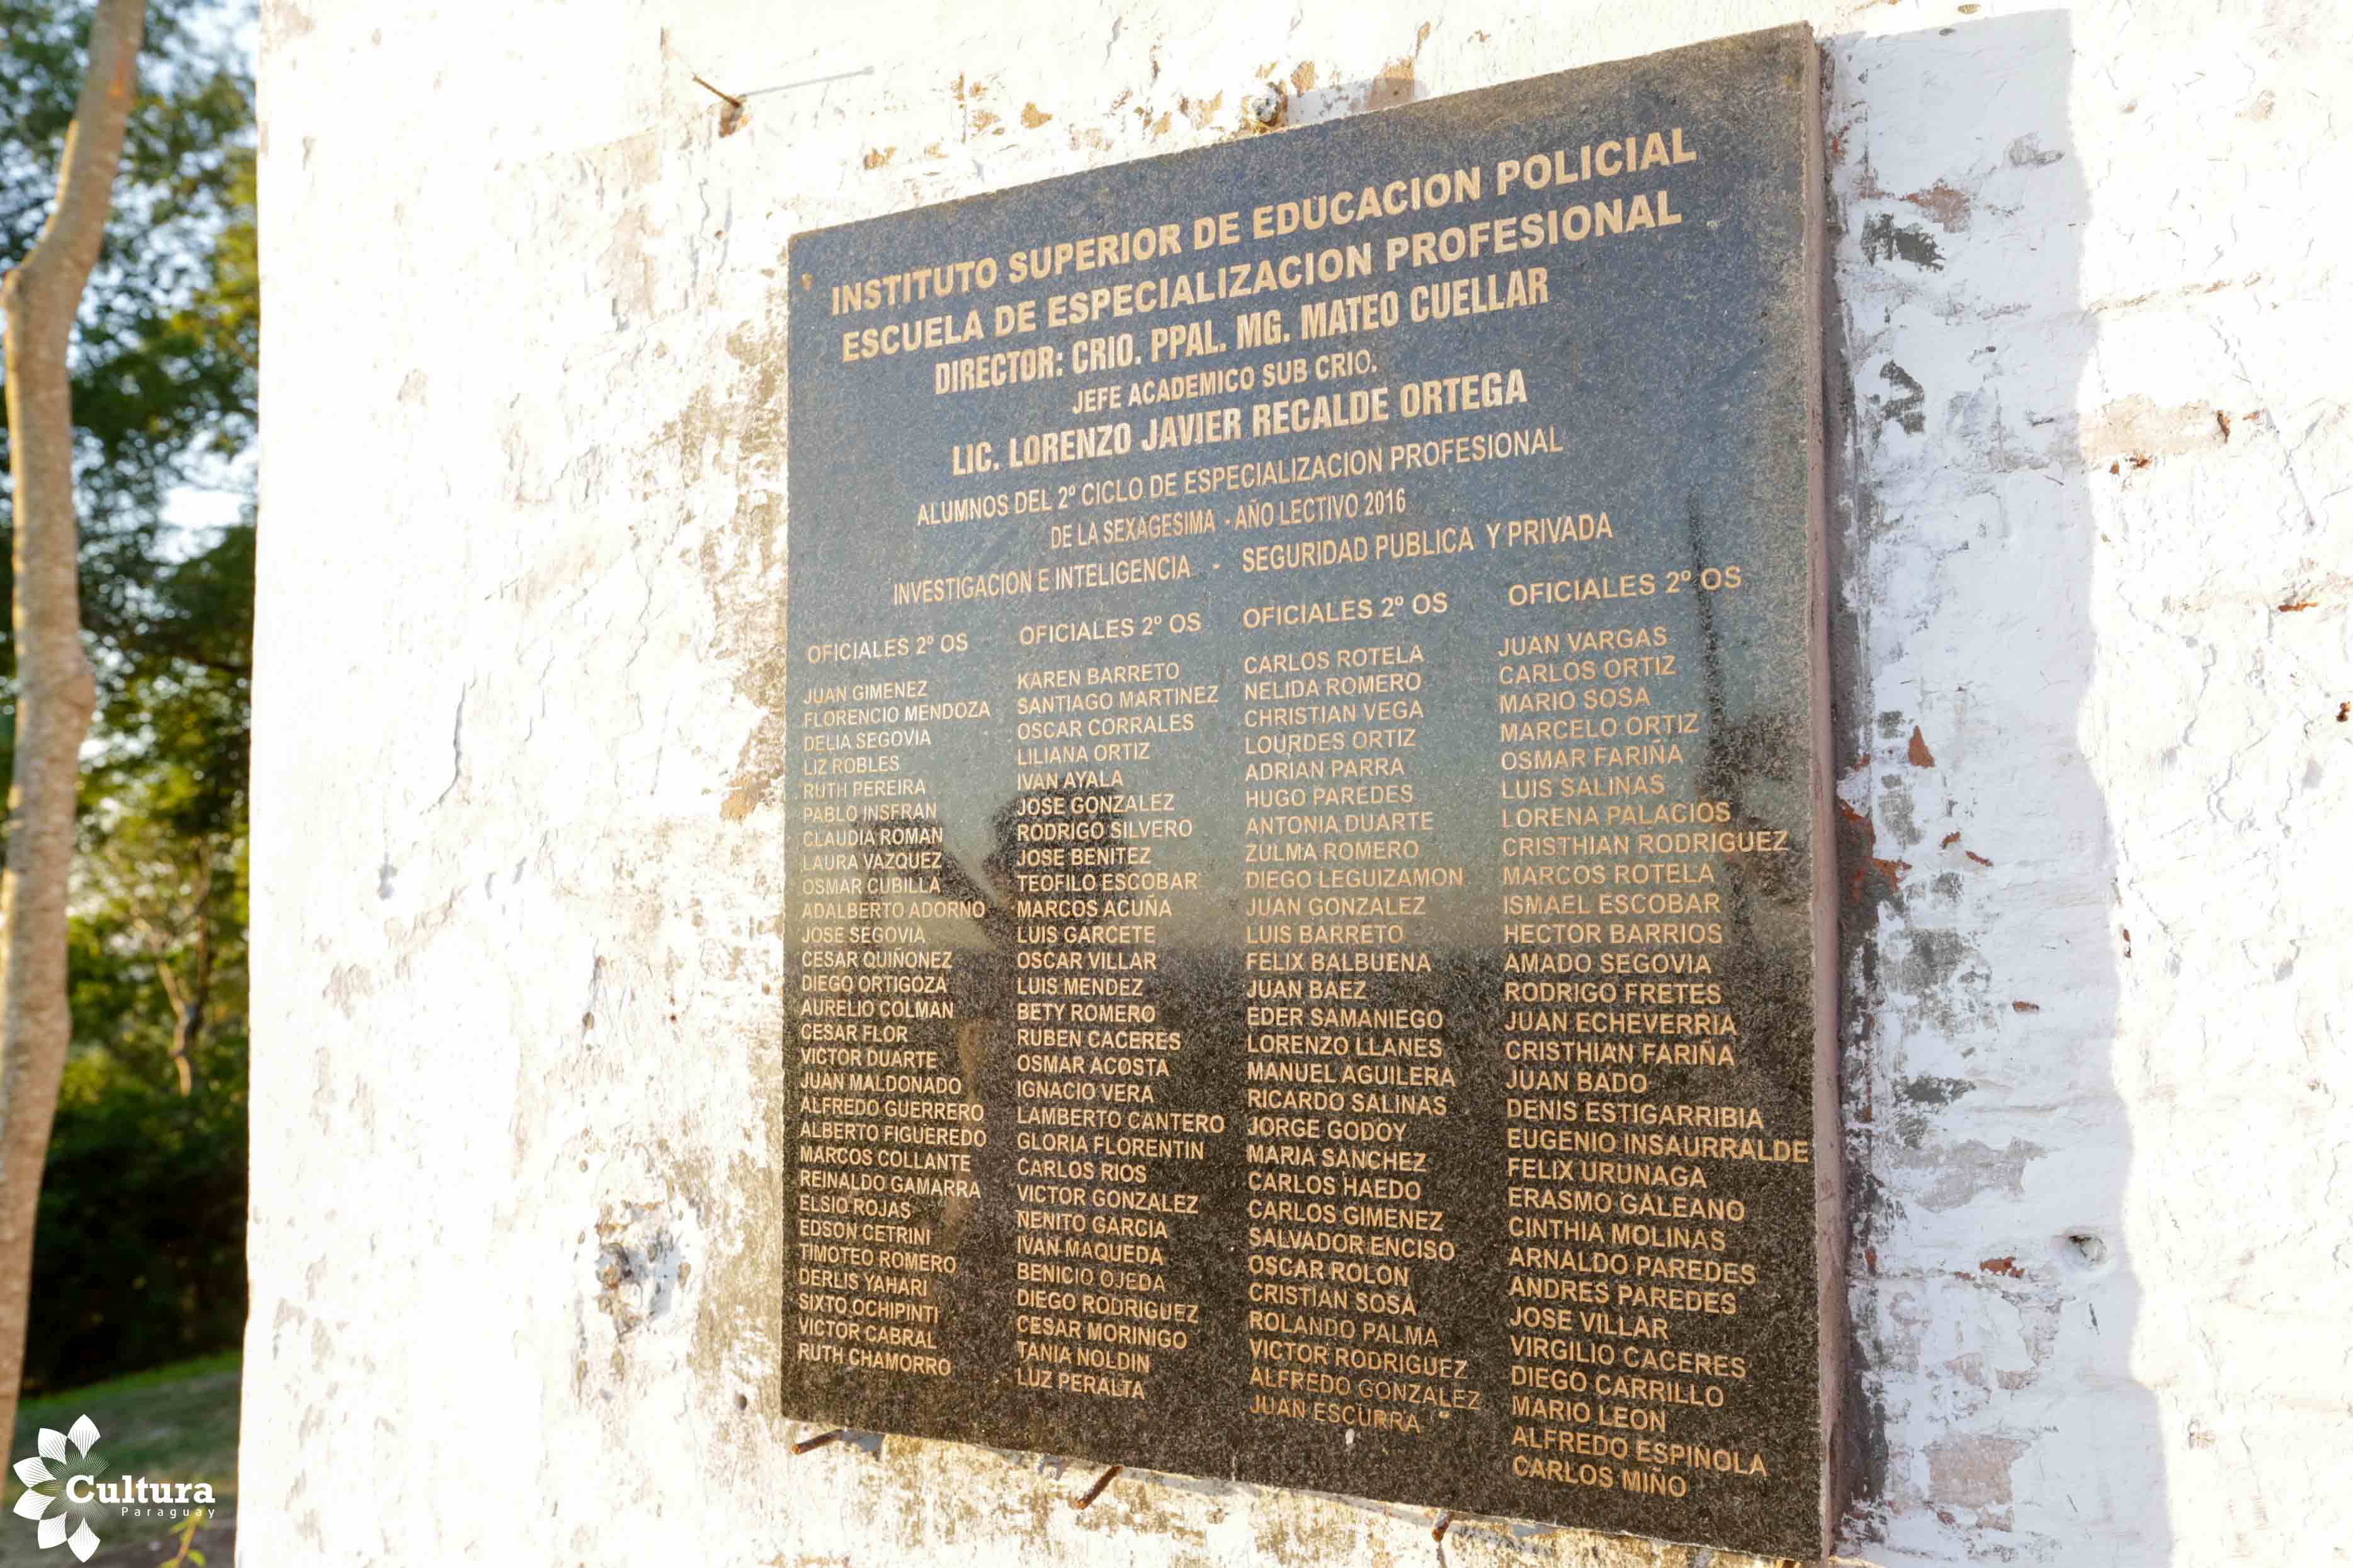 INSTITUTO SUPERIOR DE EDUCACION POLICIAL
ESCUELA DE ESPECIALIZACION PROFESIONAL
DIRECTOR: CRIO. PPAL. MG. MATEO CUELLAR
JEFE ACADEMICO SUB CRIO.
LIC. LORENZO JAVIER RECALDE ORTEGA
ALUMNOS DEL 2º CICLO DE ESPECIALIZACION PROFESIONAL
DE LA SEXAGESIMA - AÑO LECTIVO 2016
INVESTIGACION E INTELIGENCIA - SEGURIDAD PUBLICA Y PRIVADA
OFICIALES 2º OS
JUAN GIMENEZ
FLORENCIO MENDOZA
DELIA SEGOVIA
LIZ ROBLES
RUTH PEREIRA
PABLO INSFRAN
CLAUDIA ROMAN
LAURA VAZQUEZ
OSMAR CUBILLA
ADALBERTO ADORNO
JOSE SEGOVIA
CESAR QUIÑONEZ
DIEGO ORTIGOZA
AURELIO COLMAN
CESAR FLOR
VICTOR DUARTE
JUAN MALDONADO
ALFREDO GUERRERO
ALBERTO FIGUEREDO
MARCOS COLLANTE
REINALDO GAMARRA
ELSIO ROJAS
EDSON CETRINI
TIMOTEO ROMERO
DERLIS YAHARI
SIXTO OCHIPINTI
VICTOR CABRAL
RUTH CHAMORRO
OFICIALES 2º OS
KAREN BARRETO
SANTIAGO MARTINEZ
OSCAR CORRALES
LILIANA ORTIZ
IVAN AYALA
JOSE GONZALEZ
RODRIGO SILVERO
JOSE BENITEZ
TEOFILO ESCOBAR
MARCOS ACUÑA
LUIS GARCETE
OSCAR VILLAR
LUIS MENDEZ
BETY ROMERO
RUBEN CACERES
OSMAR ACOSTA
IGNACIO VERA
LAMBERTO CANTERO
GLORIA FLORENTIN
CARLOS RIOS
VICTOR GONZALEZ
NENITO GARCIA
IVAN MAQUEDA
BENICIO OJEDA
DIEGO RODRIGUEZ
CESAR MORINIGO
TANIA NOLDIN
LUZ PERALTA
OFICIALES 2º OS
CARLOS ROTELA
NELIDA ROMERO
CHRISTIAN VEGA
LOURDES ORTIZ
ADRIAN PARRA
HUGO PAREDES
ANTONIA DUARTE
ZULMA ROMERO
DIEGO LEGUIZAMON
JUAN GONZALEZ
LUIS BARRETO
FELIX BALBUENA
JUAN BAEZ
EDER SAMANIEGO
LORENZO LLANES
MANUEL AGUILERA
RICARDO SALINAS
JORGE GODOY
MARIA SANCHEZ
CARLOS HAEDO
CARLOS GIMENEZ
SALVADOR ENCISO
OSCAR ROLON
CRISTIAN SOSA
ROLANDO PALMA
VICTOR RODRIGUEZ
ALFREDO GONZALEZ
JUAN ESCURRA
OFICIALES 2º OS
JUAN VARGAS
CARLOS ORTIZ
MARIO SOSA
MARCELO ORTIZ
OSMAR FARIÑA
LUIS SALINAS
LORENA PALACIOS
CRISTHIAN RODRIGUEZ
MARCOS ROTELA
ISMAEL ESCOBAR
HECTOR BARRIOS
AMADO SEGOVIA
RODRIGO FRETES
JUAN ECHEVERRIA
CRISTHIAN FARIÑA
JUAN BADO
DENIS ESTIGARRIBIA
EUGENIO INSAURRALDE
FELIX URUNAGA
ERASMO GALEANO
CINTHIA MOLINAS
ARNALDO PAREDES
ANDRES PAREDES
JOSE VILLAR
VIRGILIO CACERES
DIEGO CARRILLO
MARIO LEON
ALFREDO ESPINOLA
CARLOS MIÑO
Cultura
Paraguay